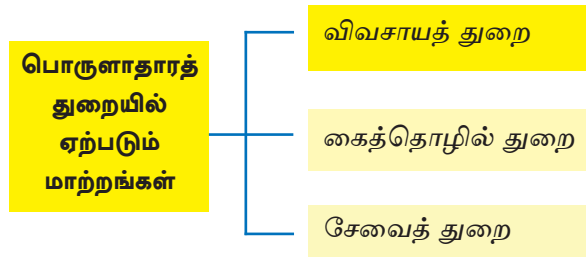 பொருளாதாரத்
துறையில்
ஏற்படும்
மாற்றங்கள்
விவசாயத் துறை
கைத்தொழில் துறை
சேவைத் துறை